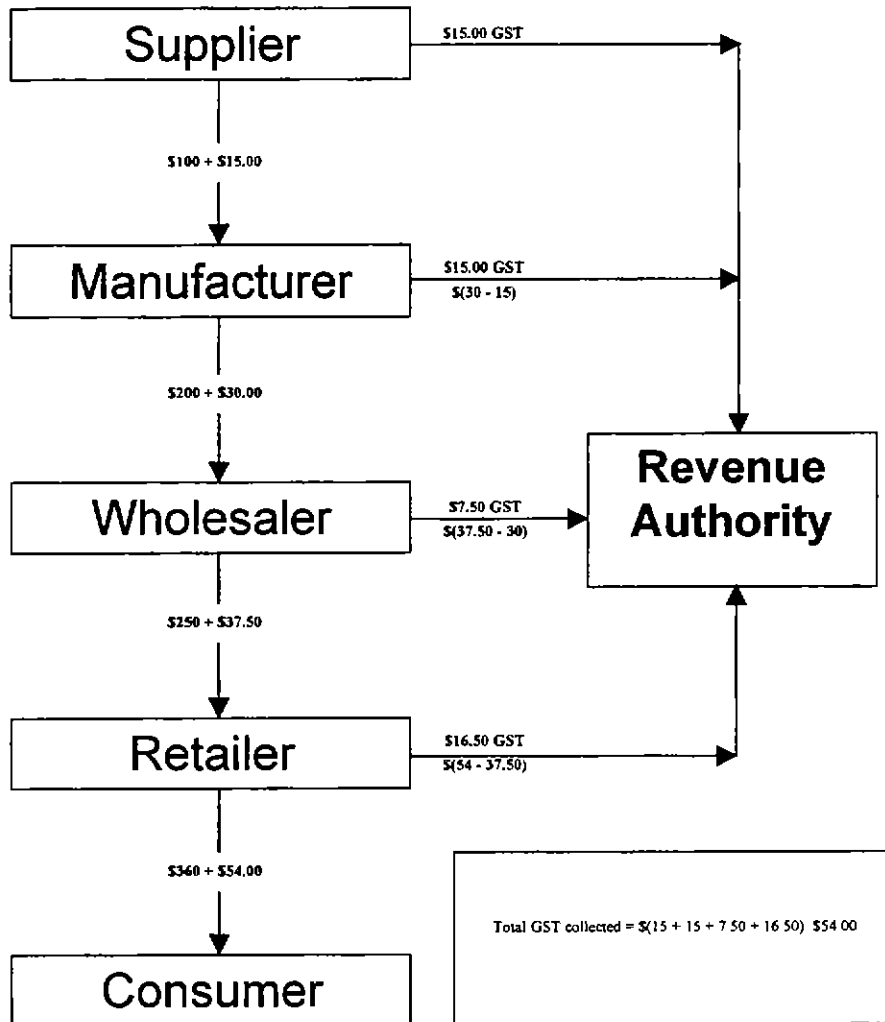 Supplier
$15.00 GST
$100 + $15.00
Manufacturer
$15.00 GST
$(30 - 15)
$200 + $30.00
Revenue
Authority
Wholesaler
$7.50 GST
$(37.50 - 30)
$250 + $37.50
Retailer
$16.50 GST
$(54 - 37.50)
$360 + $54.00
Total GST collected = $(15 + 15 + 7 50 + 16 50) $54 00
Consumer